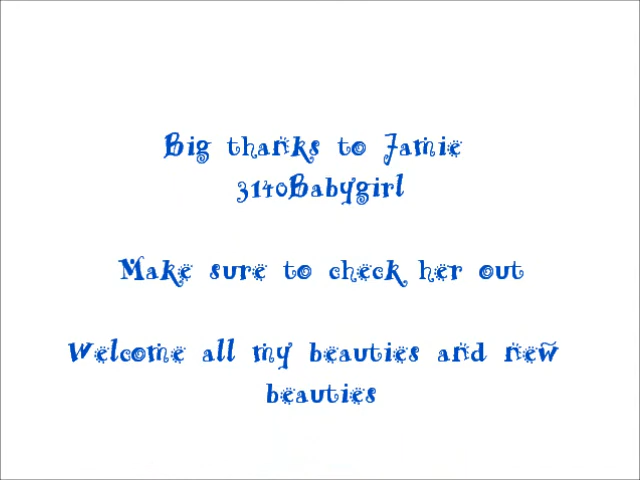 Big thanks to Jamie
3140Babygirl
Make sure to check her out
Welcome all my beauties and new
beauties